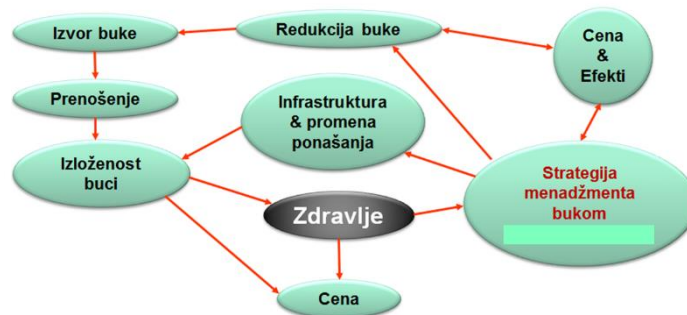 Izvor buke
Redukcija buke
Cena
&
Efekti
Prenošenje
Infrastruktura
& promena
ponašanja
Izloženost
buci
Strategija
menadžmenta
bukom
Zdravlje
Cena